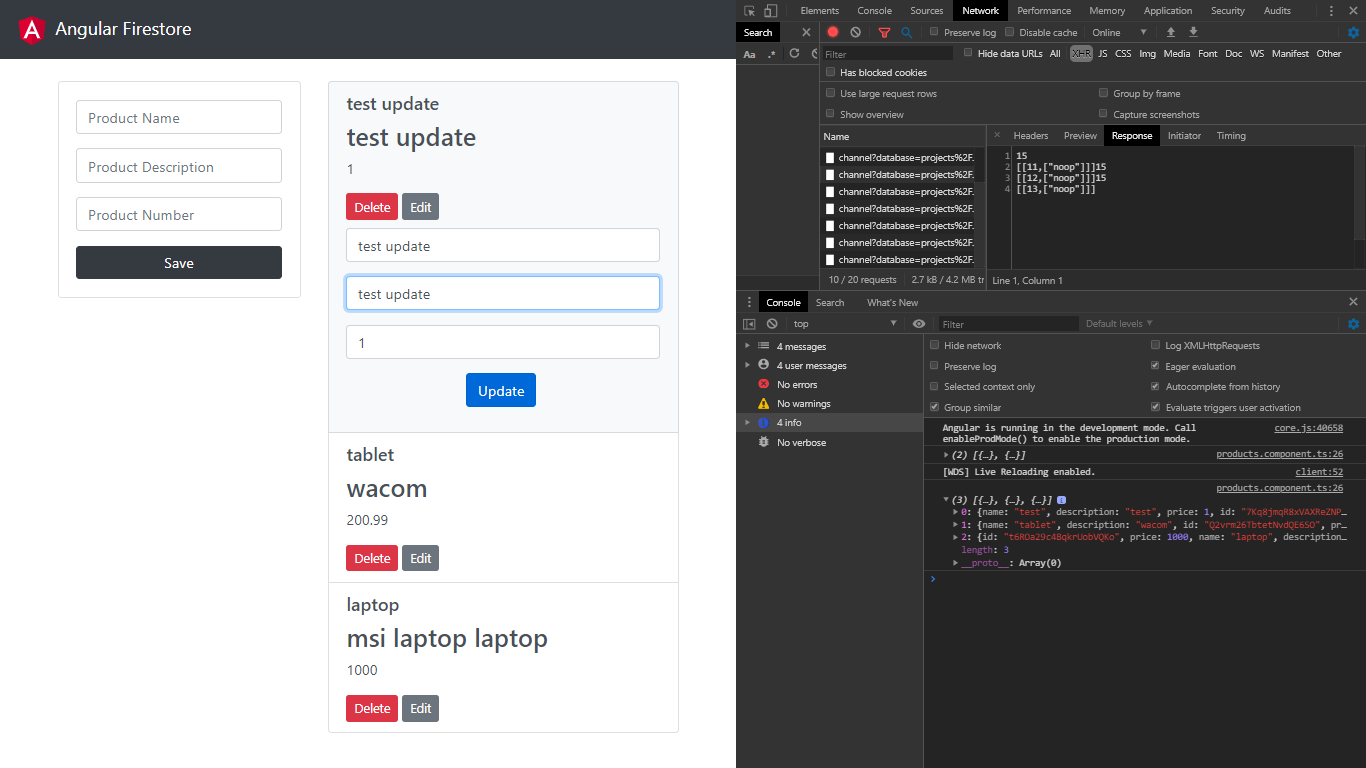 Angular Firestore
Product Name
Product Description
Product Number
Save
test update
test update
1
Delete Edit
test update
test update
1
Update
tablet
wacom
200.99
Delete Edit
laptop
msi laptop laptop
1000
Delete Edit
Elements Console Sources Network Performance Memory Application Security Audits
Search
Aa .*
Preserve log Disable cache Online
Filter
Hide data URLs All XHR JS CSS Img Media Font Doc WS Manifest Other
Has blocked cookies
Use large request rows Group by frame
Show overview Capture screenshots
Name
channel?database=projects%2F.
channel?database=projects%2F.
channel?database=projects%2F.
channel?database=projects%2F.
channel?database=projects%2F.
channel?database=projects%2F.
channel?database=projects%2F.
10 / 20 requests 2.7 kB / 4.2 MB tr
Headers Preview Response Initiator Timing
1 15
2 [[11,["noop"]]]15
3 [[12,["noop"]]]15
4 [[13,["noop"]]]
Line 1, Column 1
Console Search What's New
top Filter Default levels
4 messages
4 user messages
No errors
No warnings
4 info
No verbose
Hide network Log XMLHttpRequests
Preserve log Eager evaluation
Selected context only Autocomplete from history
Group similar Evaluate triggers user activation
Angular is running in the development mode. Call core.js:40658
enableProdMode() to enable the production mode.
(2) [{…}, {…}] products.component.ts:26
[WDS] Live Reloading enabled. client:52
products.component.ts:26
(3) [{…}, {…}, {…}]
0: {name: "test", description: "test", price: 1, id: "7Kq8jmqR8xVAXReZNP…
1: {name: "tablet", description: "wacom", id: "Q2vrm26TbtetNvdQE6SO", pr…
2: {id: "t6ROa29c4BqkrUobVQKo", price: 1000, name: "laptop", description…
length: 3
__proto__: Array(0)